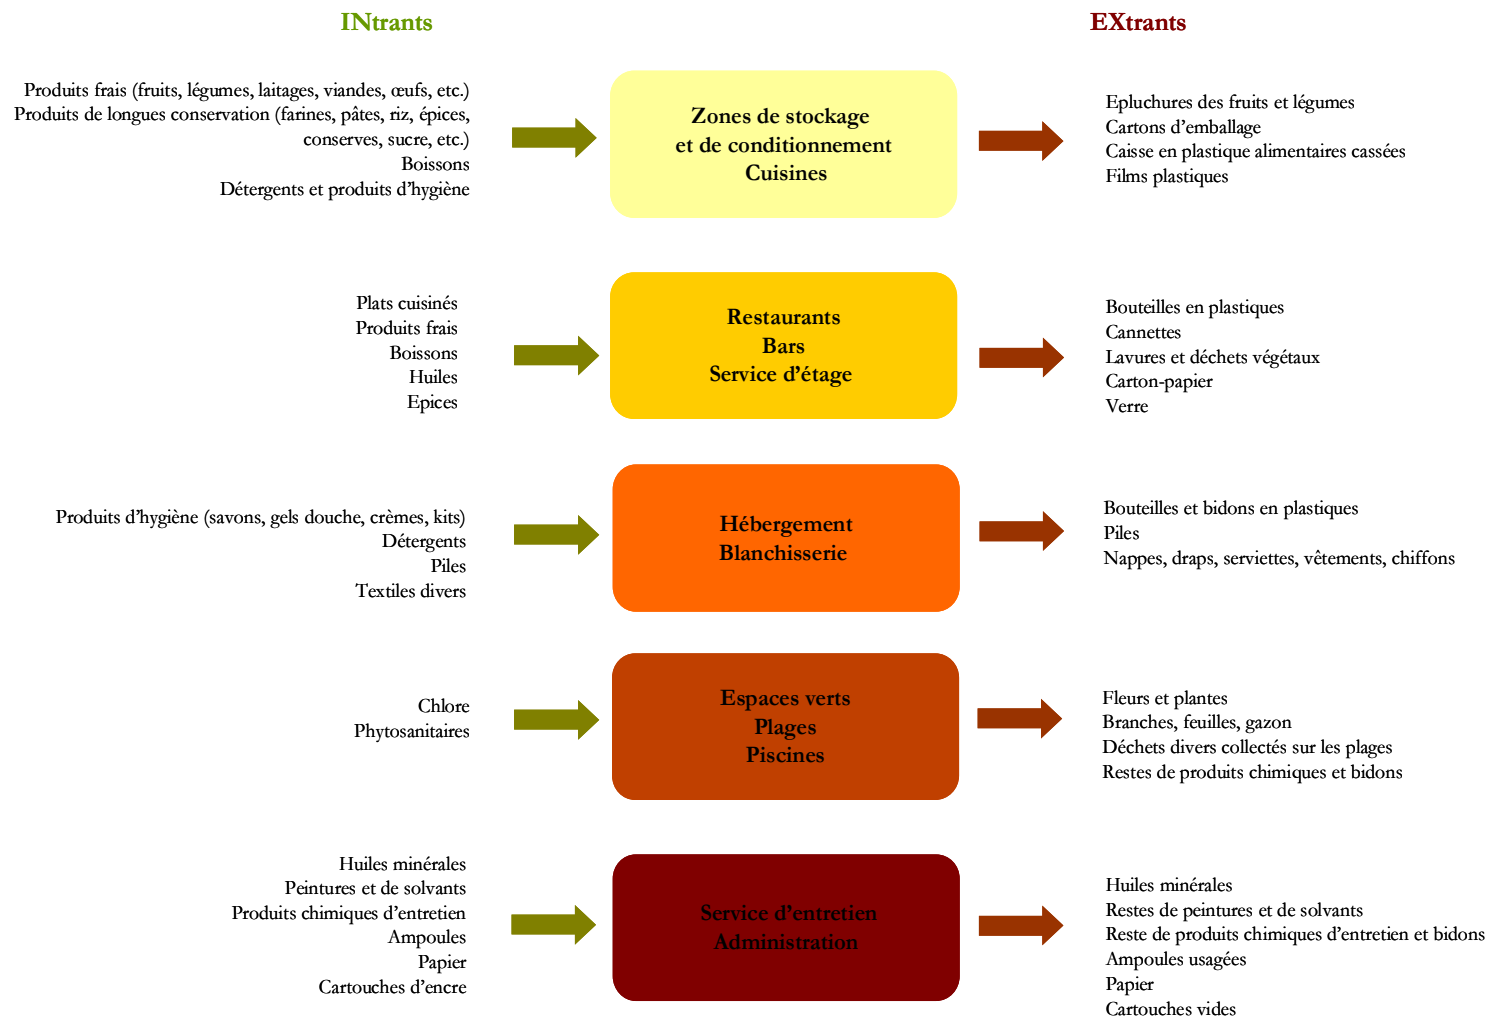 INtrants
EXtrants
Produits frais (fruits, légumes, laitages, viandes, œufs, etc.)
Produits de longues conservation (farines, pâtes, riz, épices,
conserves, sucre, etc.)
Boissons
Détergents et produits d’hygiène
Zones de stockage
et de conditionnement
Cuisines
Epluchures des fruits et légumes
Cartons d’emballage
Caisse en plastique alimentaires cassées
Films plastiques
Plats cuisinés
Produits frais
Boissons
Huiles
Epices
Restaurants
Bars
Service d’étage
Bouteilles en plastiques
Cannettes
Lavures et déchets végétaux
Carton-papier
Verre
Produits d’hygiène (savons, gels douche, crèmes, kits)
Détergents
Piles
Textiles divers
Hébergement
Blanchisserie
Bouteilles et bidons en plastiques
Piles
Nappes, draps, serviettes, vêtements, chiffons
Chlore
Phytosanitaires
Espaces verts
Plages
Piscines
Fleurs et plantes
Branches, feuilles, gazon
Déchets divers collectés sur les plages
Restes de produits chimiques et bidons
Huiles minérales
Peintures et de solvants
Produits chimiques d’entretien
Ampoules
Papier
Cartouches d’encre
Service d’entretien
Administration
Huiles minérales
Restes de peintures et de solvants
Reste de produits chimiques d’entretien et bidons
Ampoules usagées
Papier
Cartouches vides